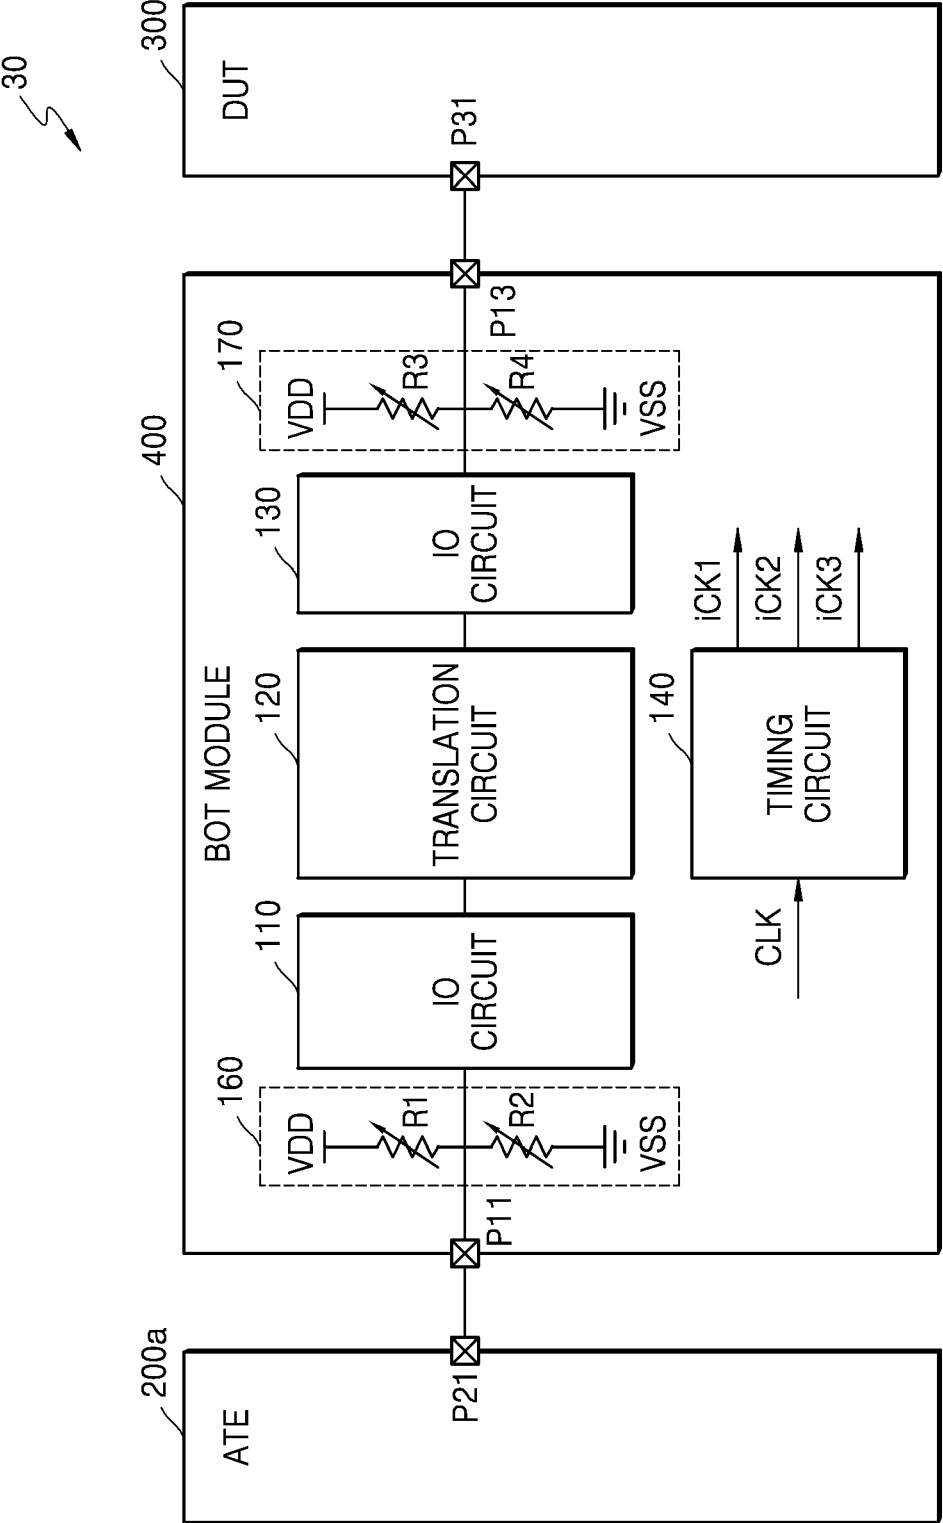 30
200a
ATE
P21
400
BOT MODULE
P11
160
VDD
R1
R2
VSS
110
IO
CIRCUIT
120
TRANSLATION
CIRCUIT
130
IO
CIRCUIT
170
VDD
R3
R4
VSS
P13
CLK
140
TIMING
CIRCUIT
iCK1
iCK2
iCK3
300
DUT
P31